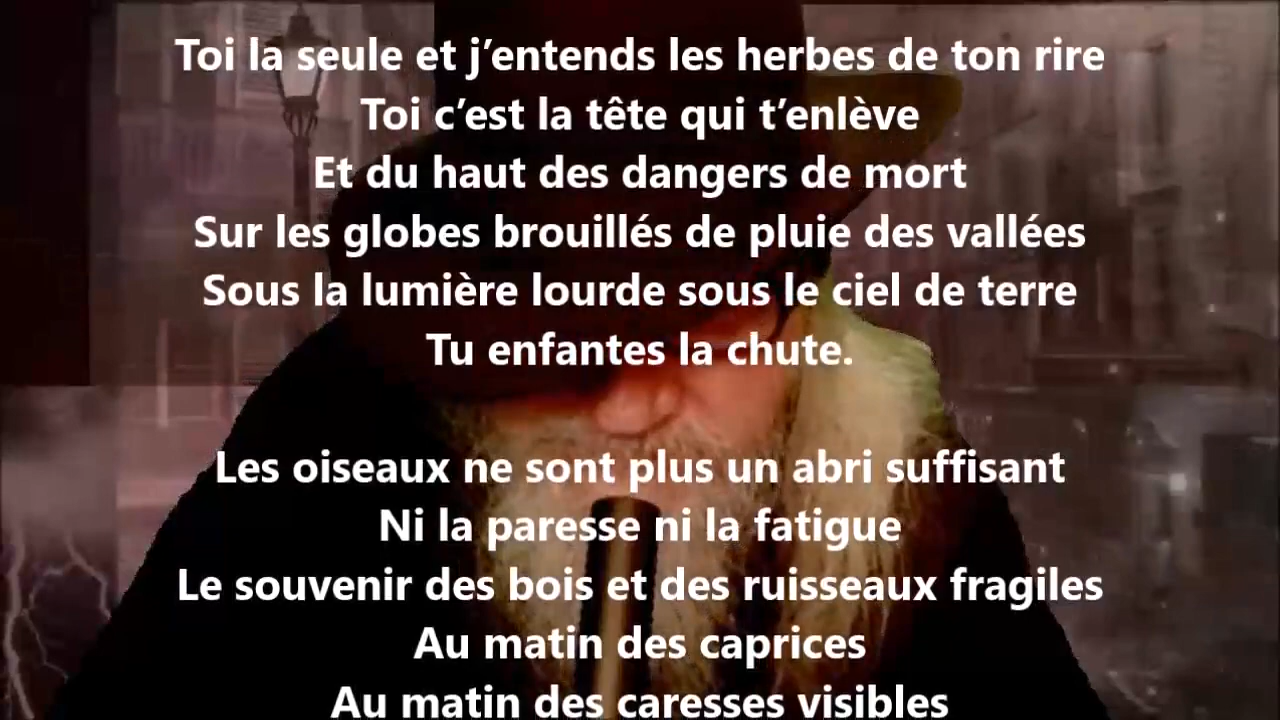 Toi la seule et j’entends les herbes de ton rire
Toi c’est la tête qui t’enlève
Et du haut des dangers de mort
Sur les globes brouillés de pluie des vallées
Sous la lumière lourde sous le ciel de terre
Tu enfantes la chute.
Les oiseaux ne sont plus un abri suffisant
Ni la paresse ni la fatigue
Le souvenir des bois et des ruisseaux fragiles
Au matin des caprices
Au matin des caresses visibles